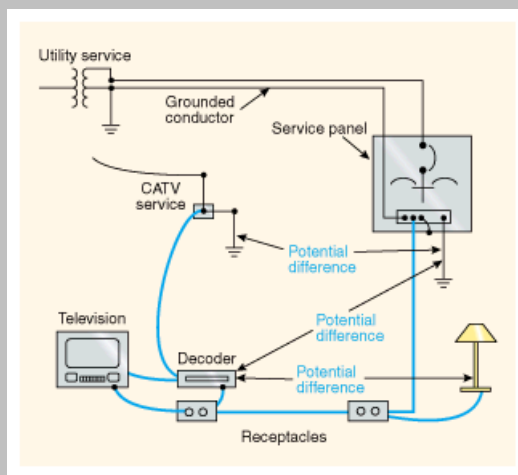 Utility service
Grounded
conductor
Service panel
CATV
service
Potential
difference
Television
Potential
difference
Decoder
Potential
difference
Receptacles